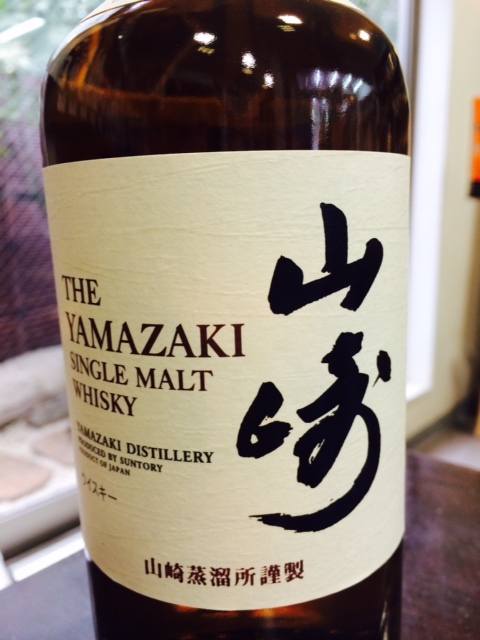 THE
YAMAZAKI
SINGLE MALT
WHISKY
山崎
YAMAZAKI DISTILLERY
PRODUCED BY SUNTORY
PRODUCT OF JAPAN
ウイスキー
山崎蒸溜所謹製